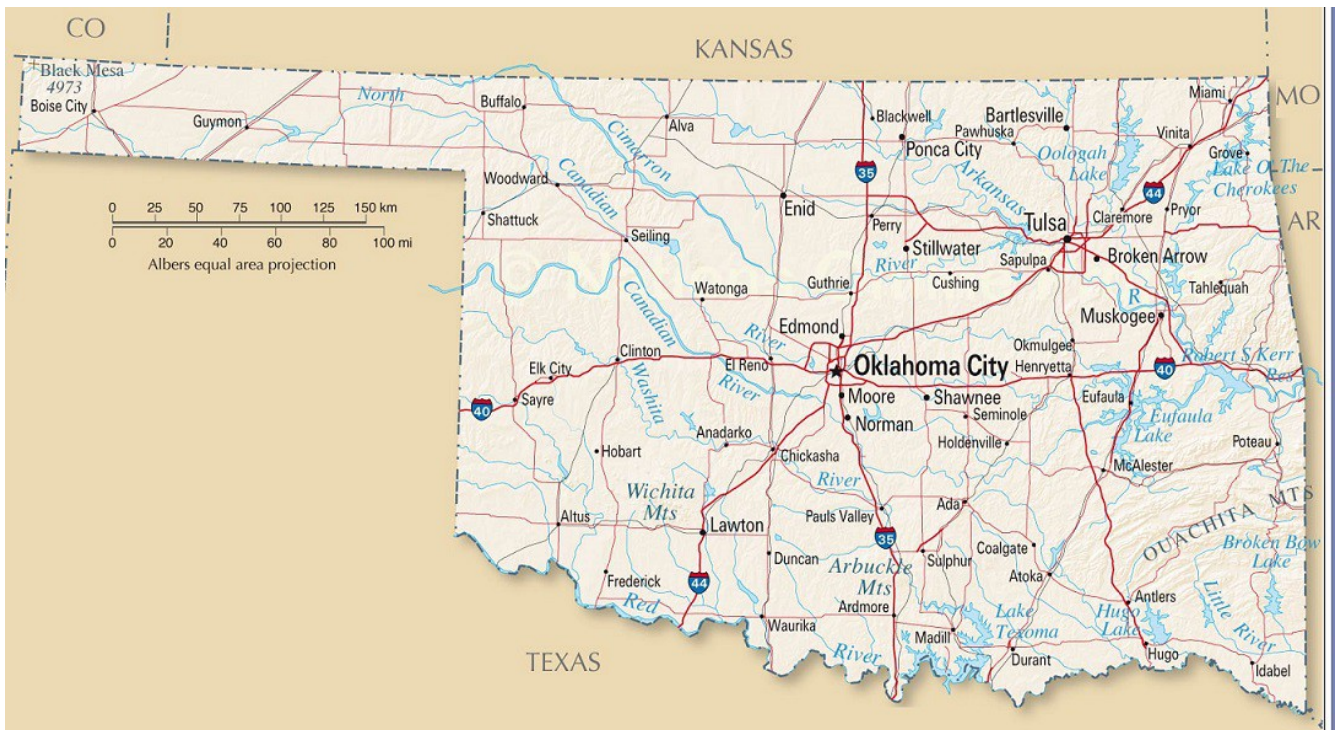 CO
KANSAS
Black Mesa
4973
Boise City
Guymon
North
Buffalo
Cimarron
Alva
Blackwell
Ponca City
Bartlesville
Pawhuska
Oologah
Lake
Miami
MO
Vinita
Grove
Lake O The
Cherokees
Woodward
Canadian
35
Arkansas
44
Shattuck
Enid
Perry
Tulsa
Claremore
Pryor
AR
0 25 50 75 100 125 150 km
0 20 40 60 80 100 mi
Albers equal area projection
Seiling
Stillwater
River
Sapulpa
Broken Arrow
Watonga
Guthrie
Cushing
Tahlequah
R
Canadian
Edmond
River
Muskogee
Clinton
El Reno
River
Oklahoma City
Okmulgee
Henryetta
40
Robert S Kerr
Res
Elk City
Washita
Sayre
40
Moore
Shawnee
Eufaula
Norman
Seminole
Eufaula
Lake
Anadarko
Holdenville
Poteau
Hobart
Chickasha
McAlester
Wichita
Mts
River
Ada
OUACHITA MTS
Altus
Lawton
Pauls Valley
35
Coalgate
Broken Bow
Lake
Duncan
Arbuckle
Mts
Sulphur
Atoka
Frederick
44
Red
Ardmore
Lake
Texoma
Antlers
Hugo
Lake
Little River
Waurika
Madill
River
Durant
Hugo
Idabel
TEXAS